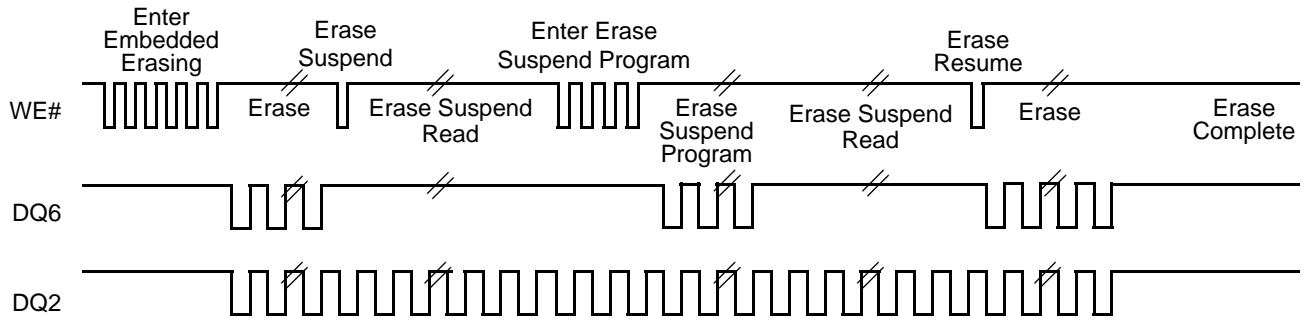 Enter
Embedded
Erasing
Erase
Suspend
Enter Erase
Suspend Program
Erase
Resume
WE#
Erase
Erase Suspend
Read
Erase
Suspend
Program
Erase Suspend
Read
Erase
Erase
Complete
DQ6
DQ2